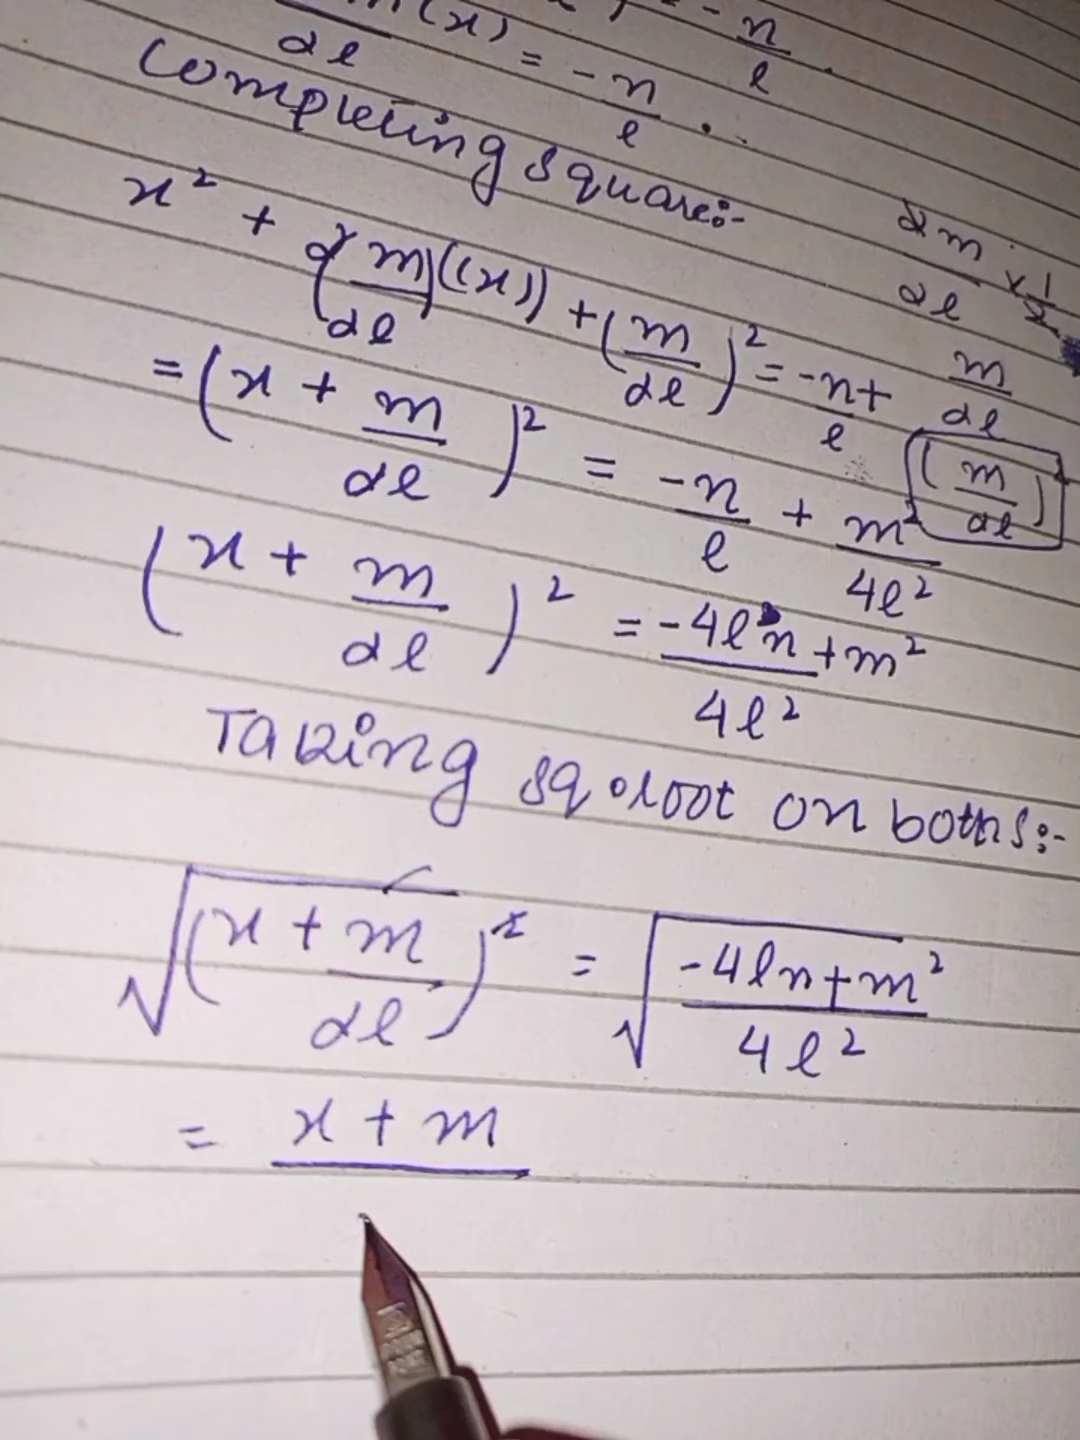 (x) = -n/l
2l
- n/l .
Completing square:-
x² + 2(m/2l)(x) + (m/2l)² = -n/l +
2m/2l × 1/2
m/2l
(m/2l)²
= (x + m/2l)² = -n/l + m²/4l²
(x + m/2l)² = -4ln + m²/4l²
Taking sq. root on boths:-
√(x + m/2l)² = √-4ln + m²/4l²
= x + m